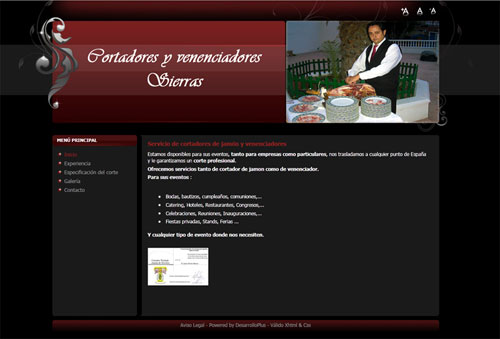 A A A
Cortadores y venenciadores
Sierras
MENÚ PRINCIPAL
Inicio
Experiencia
Especificación del corte
Galería
Contacto
Servicio de cortadores de jamón y venenciadores
Estamos disponibles para sus eventos, tanto para empresas como particulares, nos trasladamos a cualquier punto de España
y le garantizamos un corte profesional.
Ofrecemos servicios tanto de cortador de jamon como de venenciador.
Para sus eventos :
Bodas, bautizos, cumpleaños, comuniones,...
Catering, Hoteles, Restaurantes, Congresos,...
Celebraciones, Reuniones, Inauguraciones,...
Fiestas privadas, Stands, Ferias ...
Y cualquier tipo de evento donde nos necesiten.
Aviso Legal - Powered by DesarrolloPlus - Válido Xhtml & Css